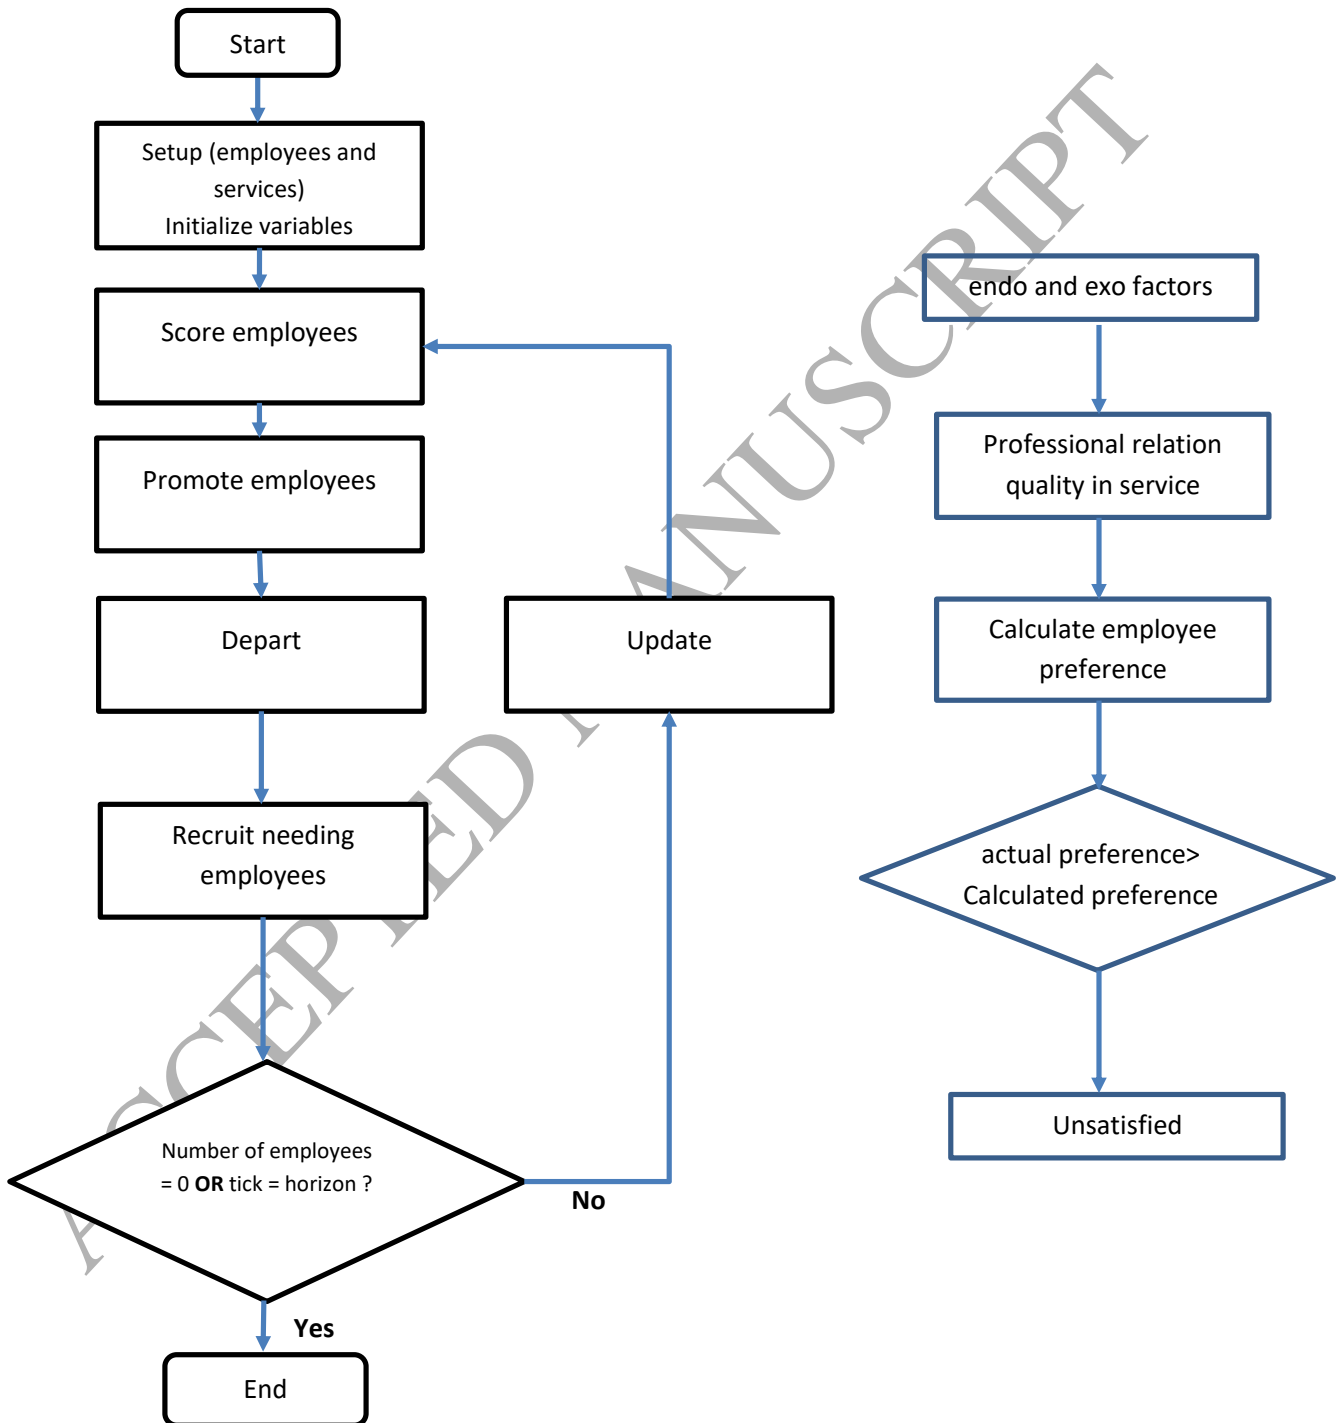 Start
Setup (employees and
services)
Initialize variables
Score employees
Promote employees
Depart
Update
Recruit needing
employees
Number of employees
= 0 OR tick = horizon ?
No
Yes
End
endo and exo factors
Professional relation
quality in service
Calculate employee
preference
actual preference>
Calculated preference
Unsatisfied
ACCEPTED MANUSCRIPT